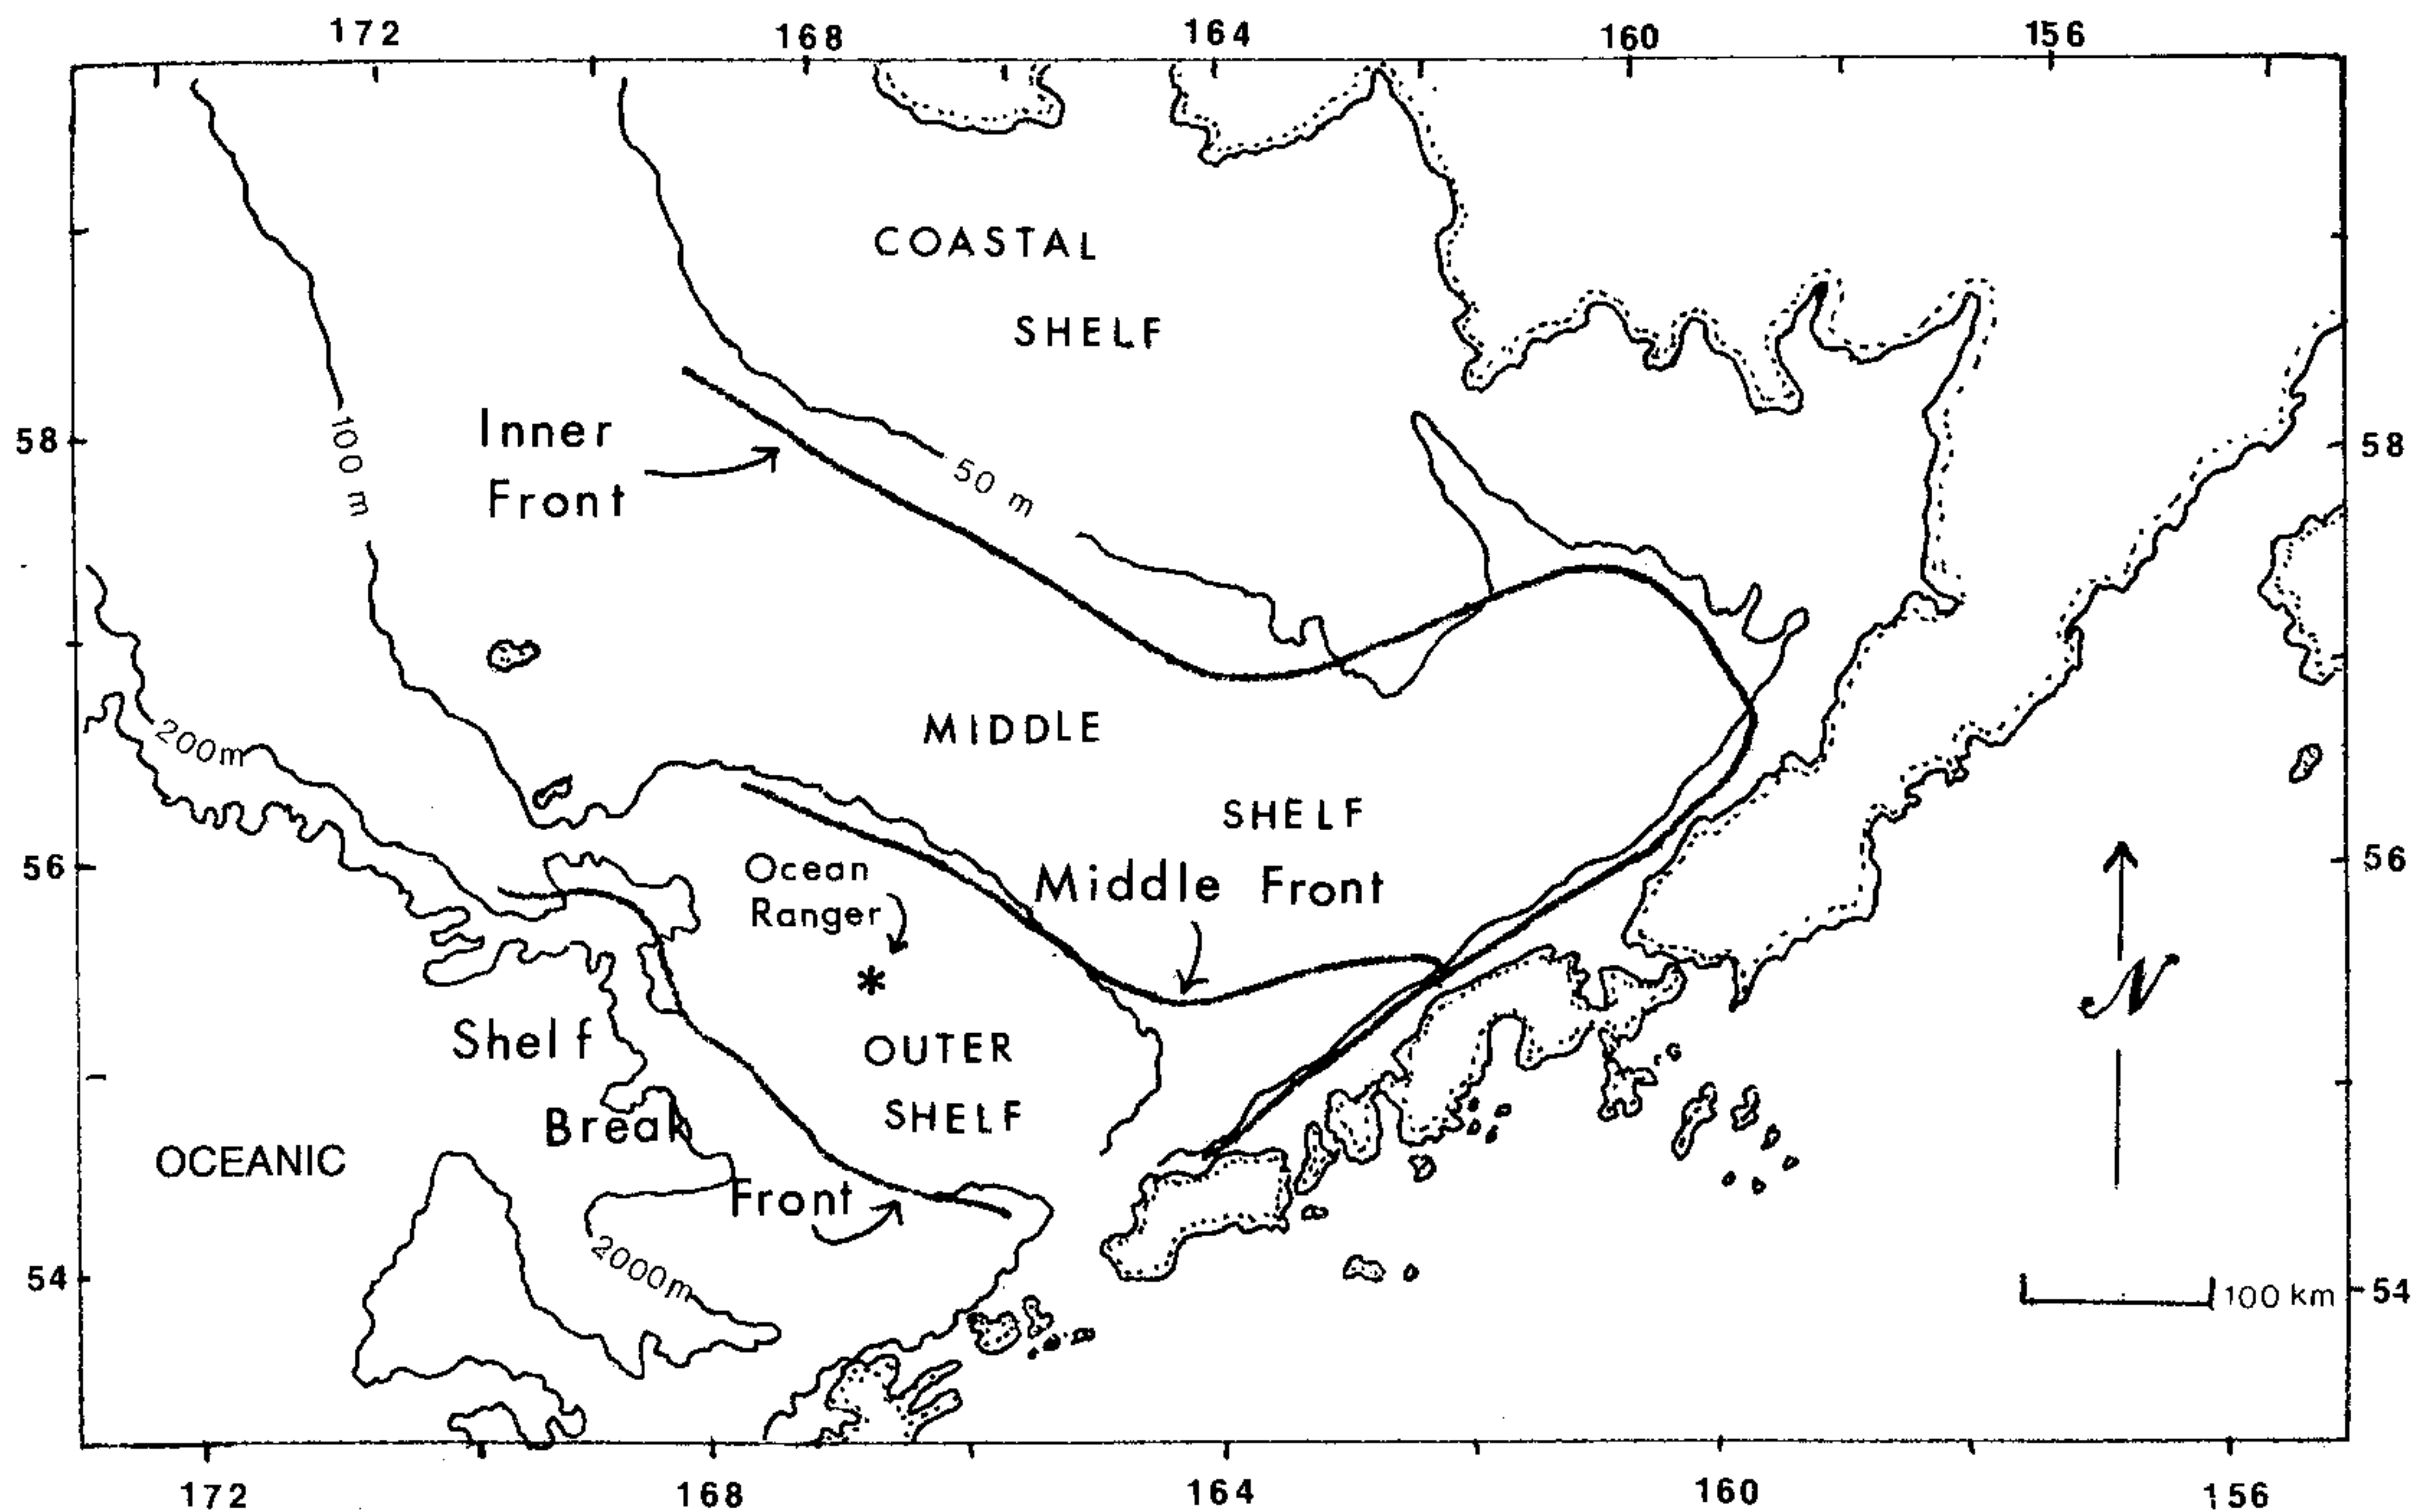 172 168 164 160 156
COASTAL
SHELF
Inner
Front
58
100 m
50 m
58
200m
MIDDLE
SHELF
56
Ocean
Ranger
Middle Front
56
N
Shelf
Break
Front
OUTER
SHELF
OCEANIC
2000m
54
100 km
54
172 168 164 160 156